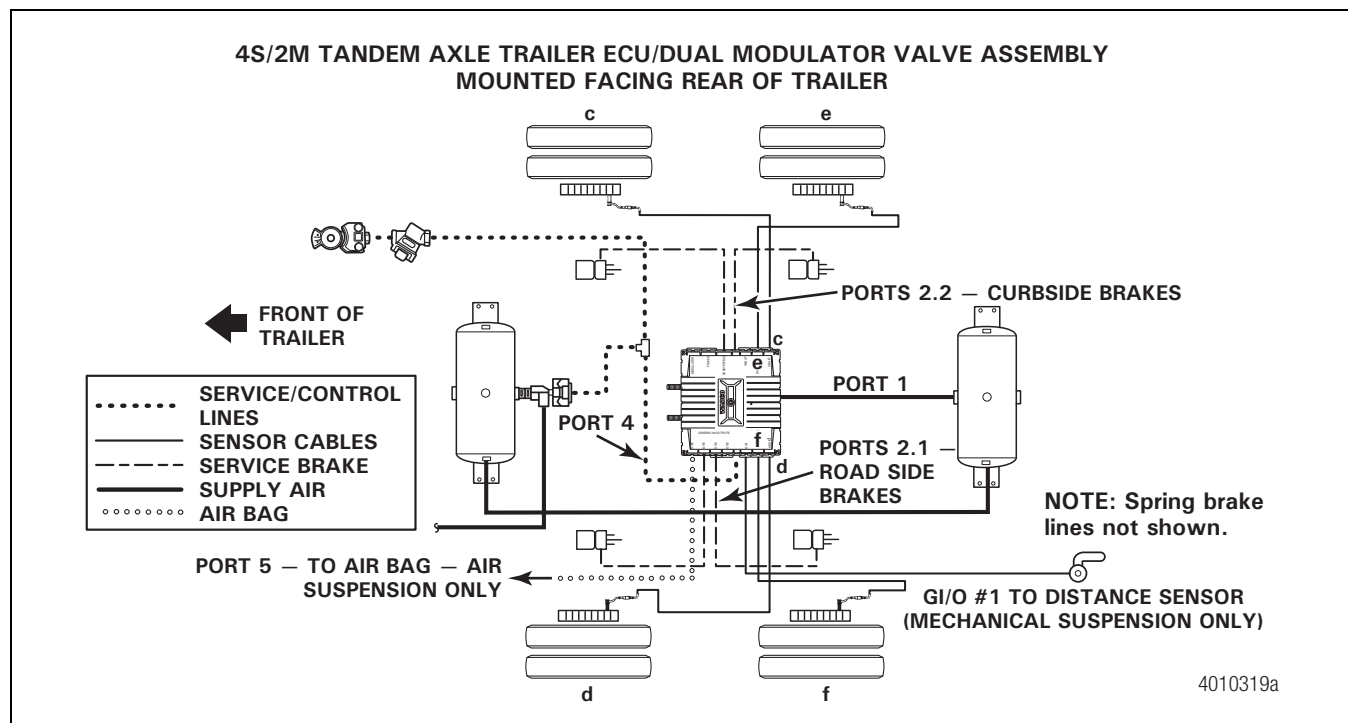 4S/2M TANDEM AXLE TRAILER ECU/DUAL MODULATOR VALVE ASSEMBLY
MOUNTED FACING REAR OF TRAILER
c
e
PORTS 2.2 — CURBSIDE BRAKES
FRONT OF
TRAILER
c
e
PORT 1
SERVICE/CONTROL
LINES
SENSOR CABLES
SERVICE BRAKE
SUPPLY AIR
AIR BAG
PORT 4
f
d
PORTS 2.1 —
ROAD SIDE
BRAKES
NOTE: Spring brake
lines not shown.
PORT 5 — TO AIR BAG — AIR
SUSPENSION ONLY
GI/O #1 TO DISTANCE SENSOR
(MECHANICAL SUSPENSION ONLY)
d
f
4010319a